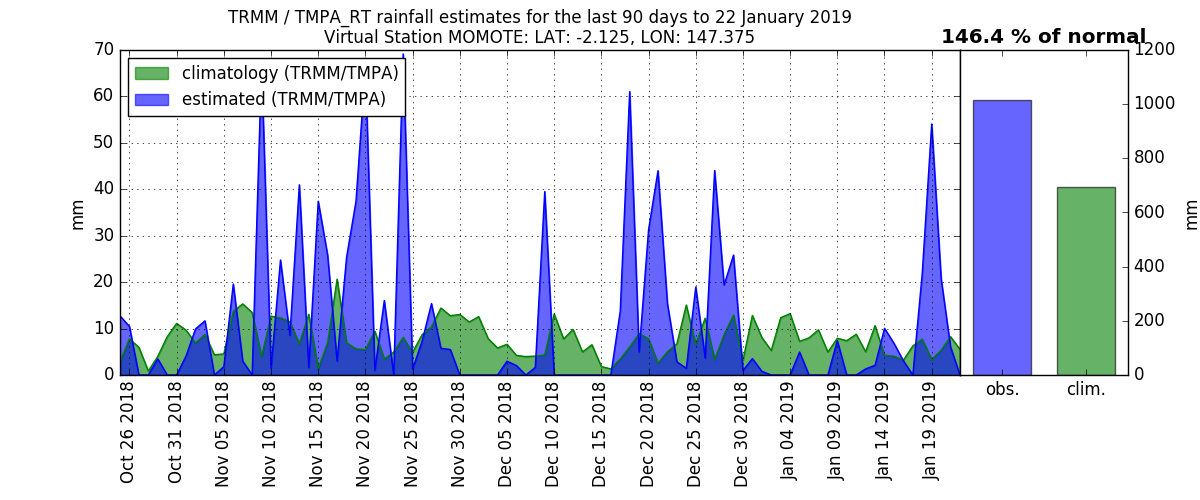 TRMM / TMPA_RT rainfall estimates for the last 90 days to 22 January 2019
Virtual Station MOMOTE: LAT: -2.125, LON: 147.375
146.4 % of normal
climatology (TRMM/TMPA)
estimated (TRMM/TMPA)
70
60
50
40
30
20
10
0
mm
Oct 26 2018
Oct 31 2018
Nov 05 2018
Nov 10 2018
Nov 15 2018
Nov 20 2018
Nov 25 2018
Nov 30 2018
Dec 05 2018
Dec 10 2018
Dec 15 2018
Dec 20 2018
Dec 25 2018
Dec 30 2018
Jan 04 2019
Jan 09 2019
Jan 14 2019
Jan 19 2019
obs.
clim.
1200
1000
800
600
400
200
0
mm